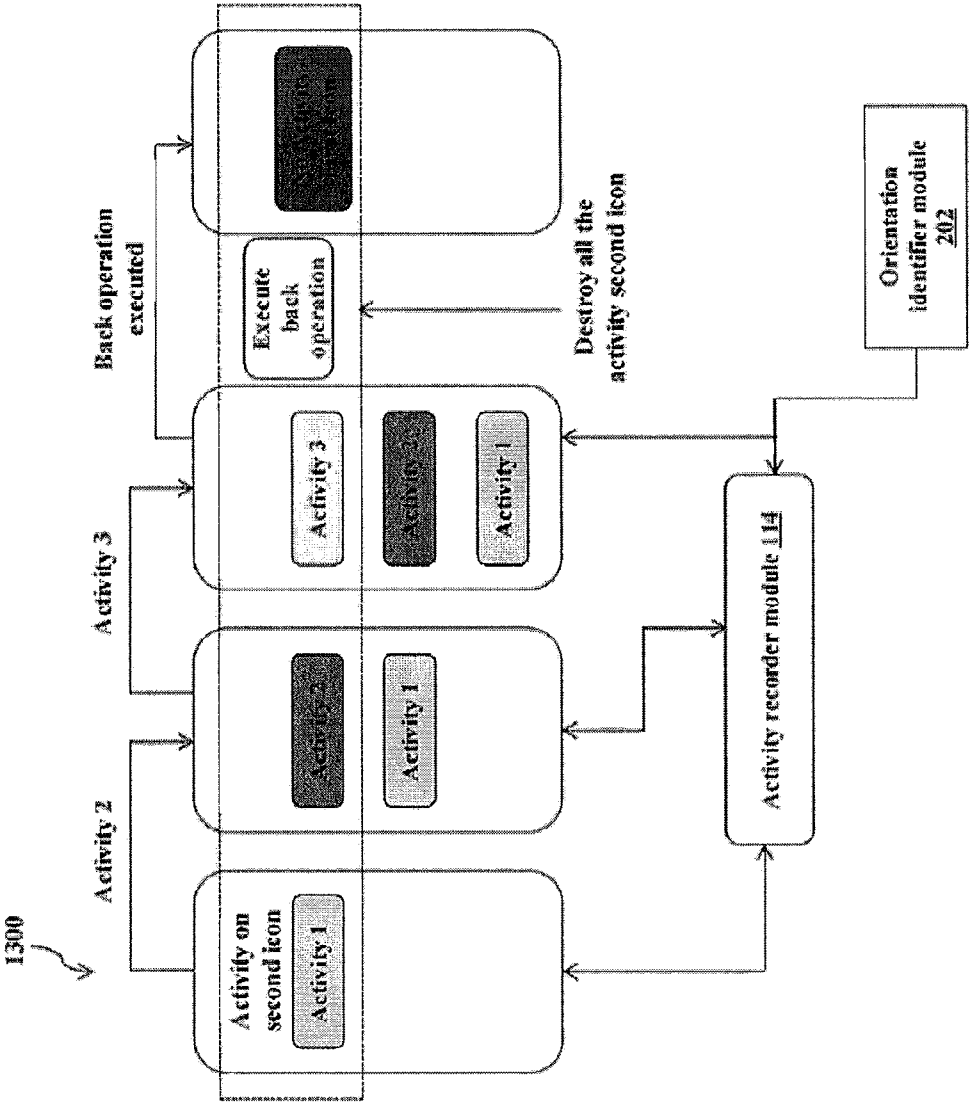 1300
Activity 2
Activity 3
Back operation
executed
Activity on
second icon
Activity 1
Activity 2
Activity 1
Activity 3
Activity 2
Activity 1
Execute
back
operation
Destroy all the
activity second icon
Activity recorder module 114
Orientation
identifier module
202